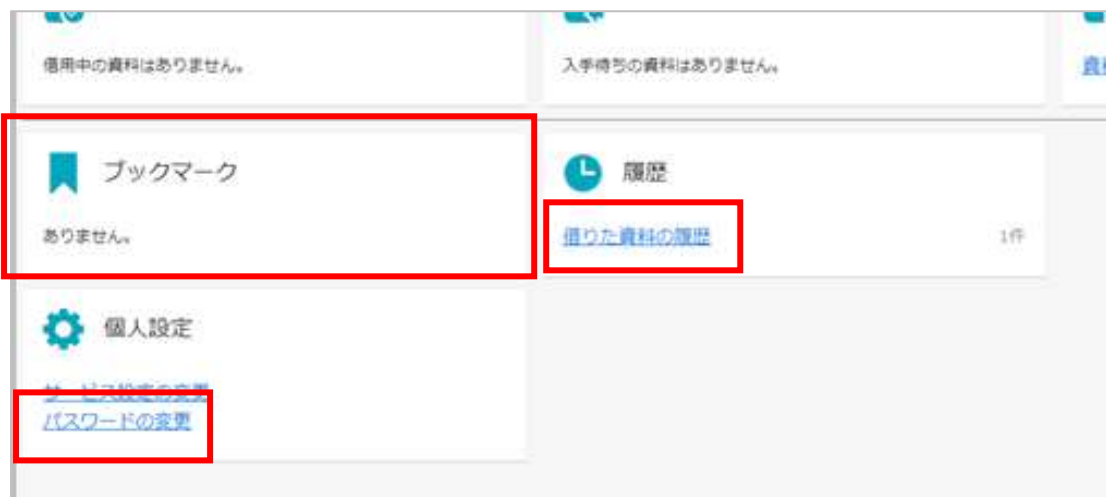 借用中の資料はありません。
入手待ちの資料はありません。
資料
ブックマーク
ありません。
履歴
借りた資料の履歴
1件
個人設定
サービス設定の変更
パスワードの変更